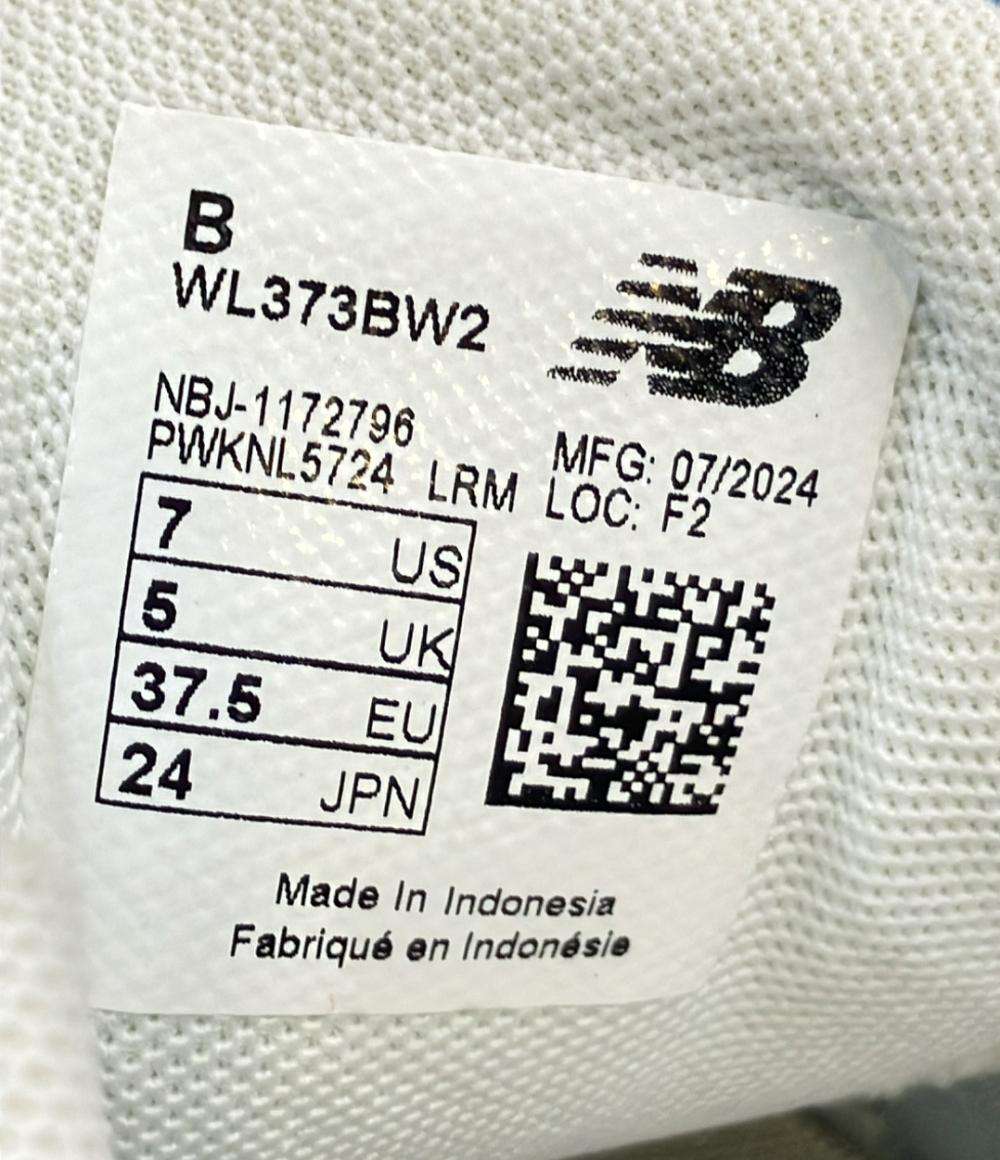 B
WL373BW2
NB
NBJ-1172796
PWKNL5724 LRM
MFG: 07/2024
LOC: F2
7 US
5 UK
37.5 EU
24 JPN
Made In Indonesia
Fabriqué en Indonésie